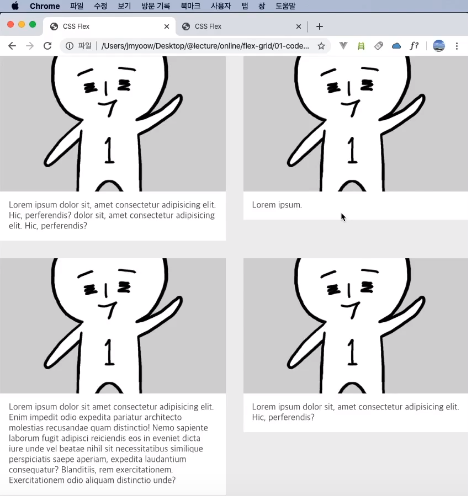 Chrome 파일 수정 보기 방문 기록 북마크 사용자 탭 창 도움말
CSS Flex
CSS Flex
파일 /Users/jmyoow/Desktop/@lecture/online/flex-grid/01-code...
f?
1
1
Lorem ipsum dolor sit, amet consectetur adipisicing elit.
Hic, perferendis? dolor sit, amet consectetur adipisicing
elit. Hic, perferendis?
Lorem ipsum.
1
1
Lorem ipsum dolor sit amet consectetur adipisicing elit.
Enim impedit odio expedita pariatur architecto
molestias recusandae quam distinctio! Nemo sapiente
laborum fugit adipisci reiciendis eos in eveniet dicta
iure unde vel beatae nihil sit necessitatibus similique
perspiciatis saepe aperiam, expedita laudantium
consequatur? Blanditiis, rem exercitationem.
Exercitationem odio aliquam distinctio unde?
Lorem ipsum dolor sit, amet consectetur adipisicing elit.
Hic, perferendis?